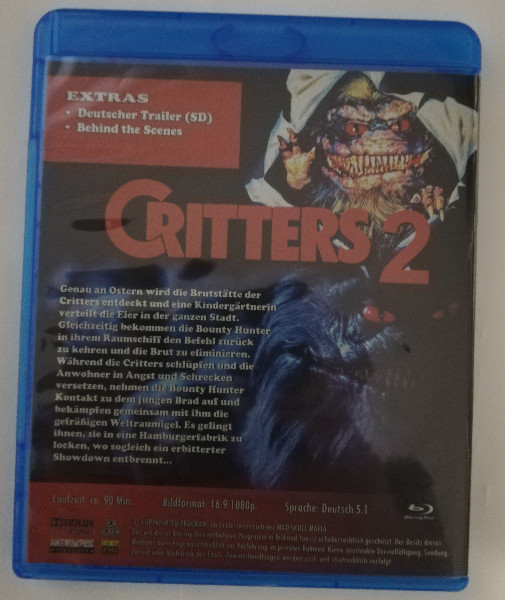 EXTRAS
• Deutscher Trailer (SD)
• Behind the Scenes
CRITTERS 2
Genau an Ostern wird die Brutstätte der
Critters entdeckt und eine Kindergärtnerin
verteilt die Eier in der ganzen Stadt.
Gleichzeitig bekommen die Bounty Hunter
in ihrem Raumschiff den Befehl zurück
zu kehren und die Brut zu eliminieren.
Während die Critters schlüpfen und die
Anwohner in Angst und Schrecken
versetzen, nehmen die Bounty Hunter
Kontakt zu dem jungen Brad auf und
bekämpfen gemeinsam mit ihm die
gefräßigen Weltraumigel. Es gelingt
ihnen, sie in eine Hamburgerfabrik zu
locken, wo sogleich ein erbitterter
Showdown entbrennt...
Laufzeit: ca. 90 Min. Bildformat: 16:9 1080p Sprache: Deutsch 5.1
DOLBY
Blu-ray Disc